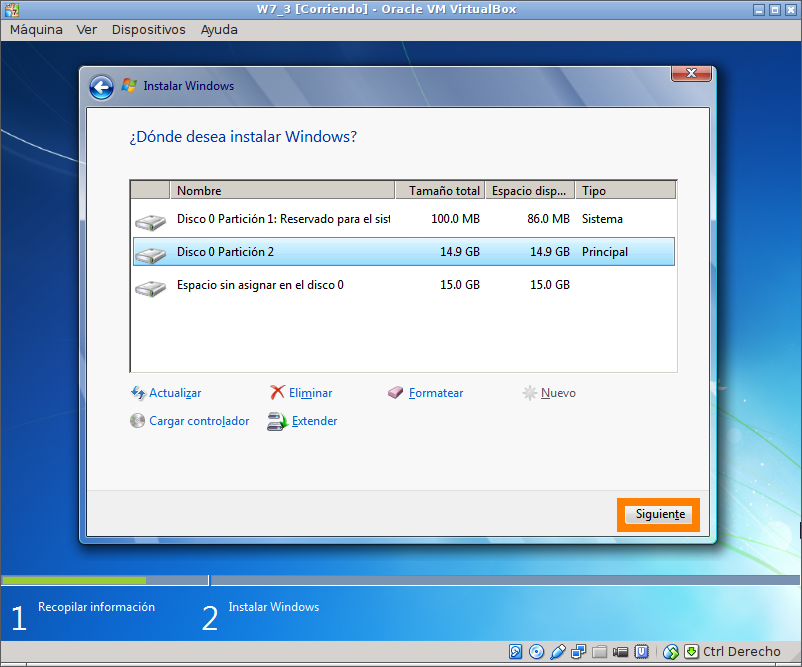 W7_3 [Corriendo] - Oracle VM VirtualBox
Máquina Ver Dispositivos Ayuda
Instalar Windows
¿Dónde desea instalar Windows?
Nombre Tamaño total Espacio disp... Tipo
Disco 0 Partición 1: Reservado para el sist 100.0 MB 86.0 MB Sistema
Disco 0 Partición 2 14.9 GB 14.9 GB Principal
Espacio sin asignar en el disco 0 15.0 GB 15.0 GB
Actualizar Eliminar Formatear Nuevo
Cargar controlador Extender
Siguiente
1 Recopilar información 2 Instalar Windows
Ctrl Derecho